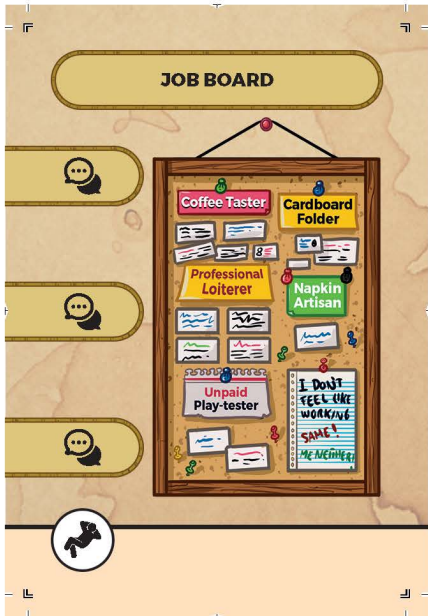 JOB BOARD
Coffee Taster
Cardboard
Folder
8
Professional
Loiterer
Napkin
Artisan
Unpaid
Play-tester
I DON'T
FEEL LIKE
WORKING
SAME!
ME NEITHER!